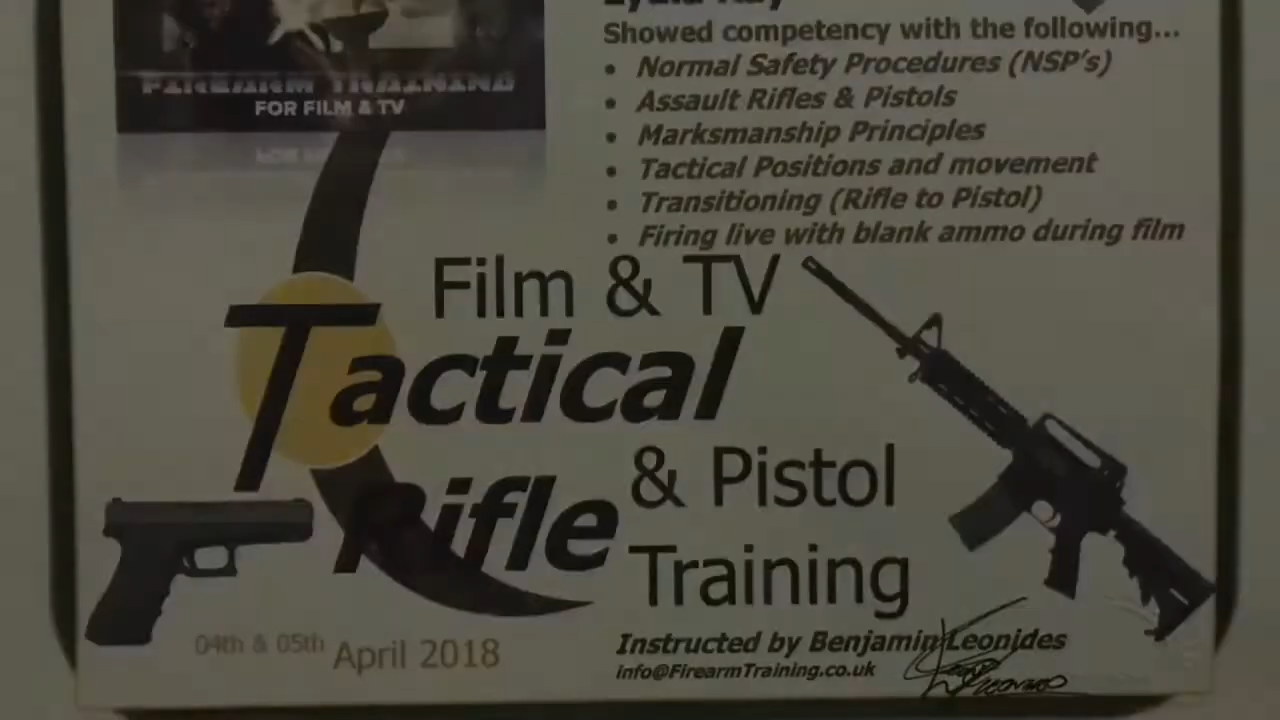 Showed competency with the following...
• Normal Safety Procedures (NSP's)
• Assault Rifles & Pistols
• Marksmanship Principles
• Tactical Positions and movement
• Transitioning (Rifle to Pistol)
• Firing live with blank ammo during film
FIREARM TRAINING
FOR FILM & TV
Film & TV
Tactical
Rifle
& Pistol
Training
04th & 05th April 2018
Instructed by Benjamin Leonides
info@FirearmTraining.co.uk